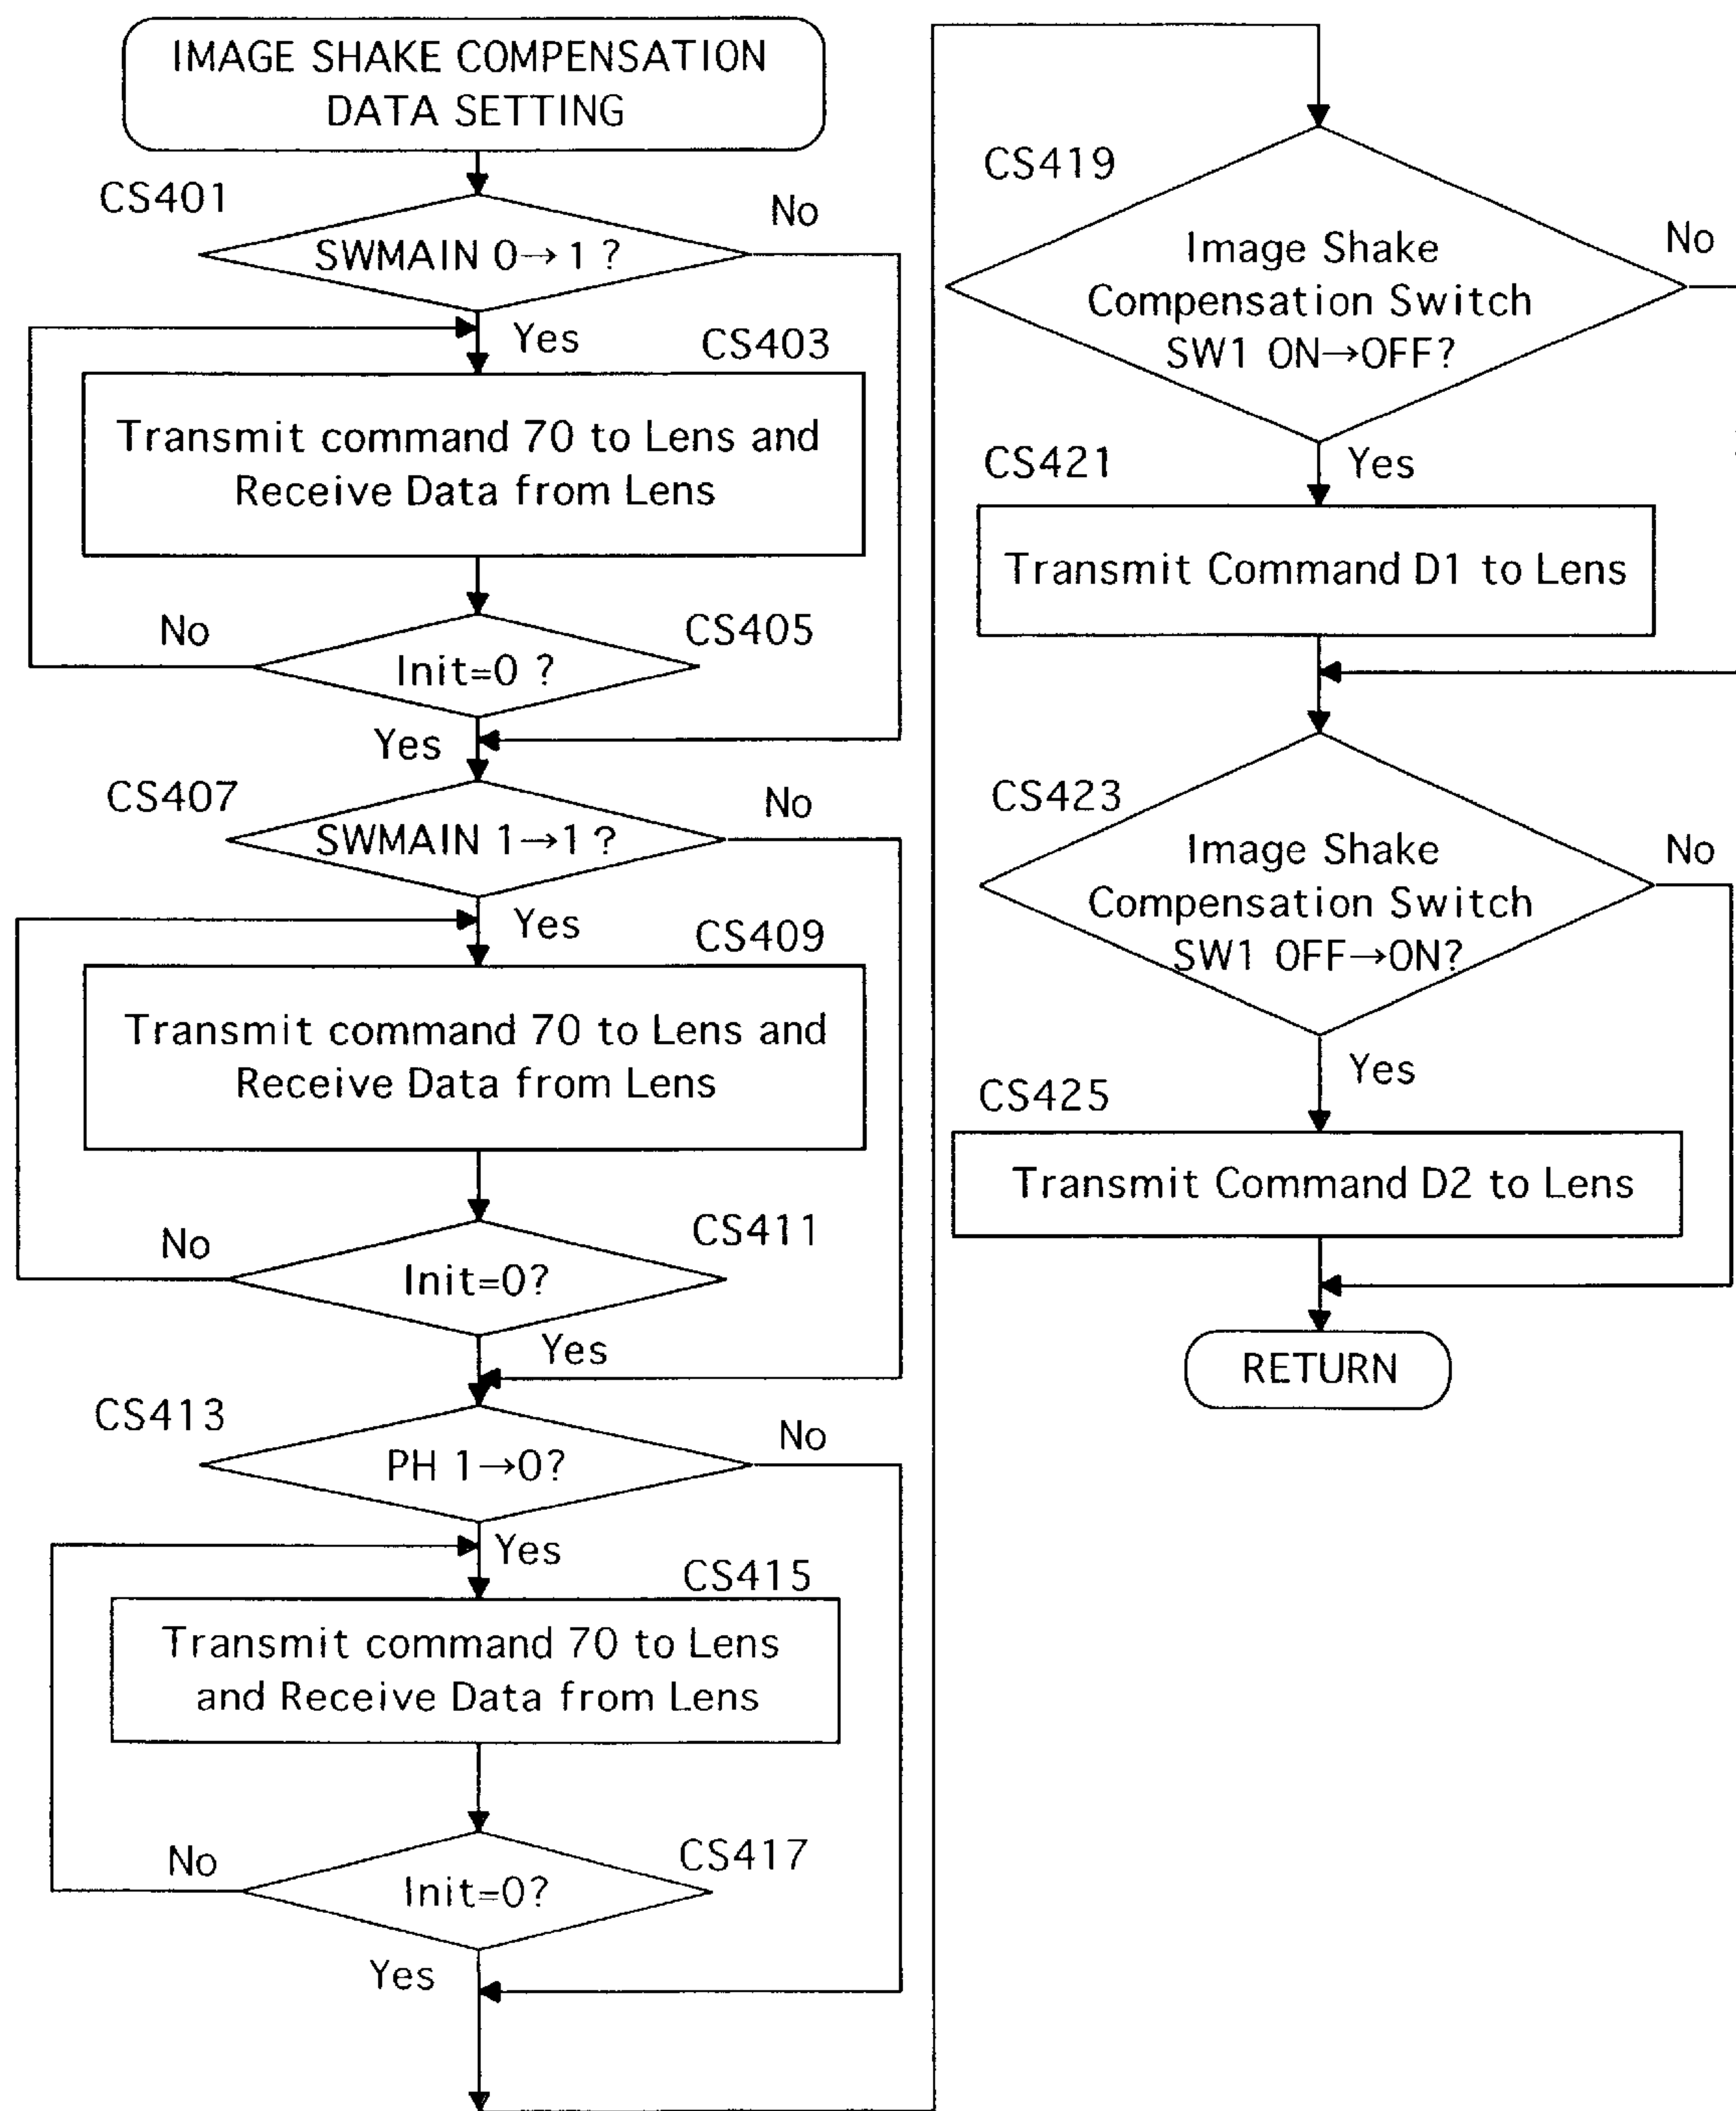 IMAGE SHAKE COMPENSATION
DATA SETTING
CS401
No
SWMAIN 0→1 ?
Yes
CS403
Transmit command 70 to Lens and
Receive Data from Lens
No
CS405
Init=0 ?
Yes
CS407
No
SWMAIN 1→1 ?
Yes
CS409
Transmit command 70 to Lens and
Receive Data from Lens
CS411
No
Init=0?
Yes
CS413
No
PH 1→0?
Yes
CS415
Transmit command 70 to Lens
and Receive Data from Lens
CS417
No
Init=0?
Yes
CS419
No
Image Shake
Compensation Switch
SW1 ON→OFF?
CS421
Yes
Transmit Command D1 to Lens
CS423
No
Image Shake
Compensation Switch
SW1 OFF→ON?
Yes
CS425
Transmit Command D2 to Lens
RETURN